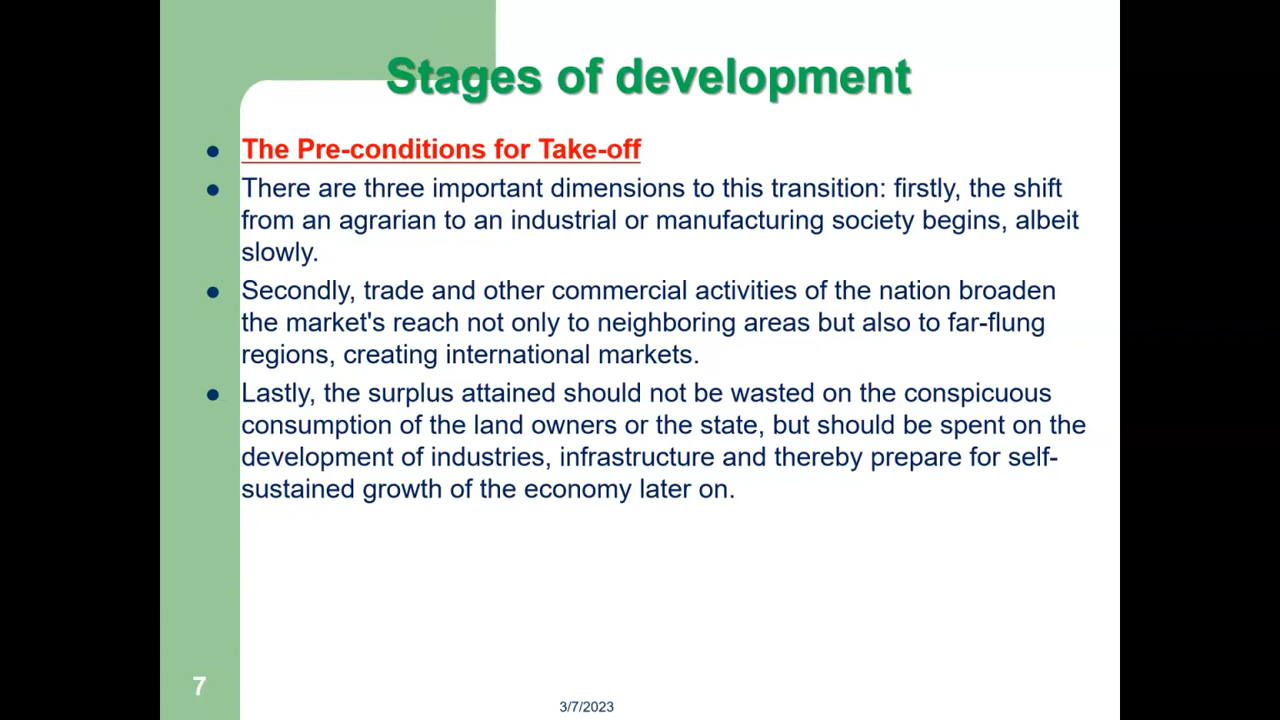 Stages of development
The Pre-conditions for Take-off
There are three important dimensions to this transition: firstly, the shift
from an agrarian to an industrial or manufacturing society begins, albeit
slowly.
Secondly, trade and other commercial activities of the nation broaden
the market's reach not only to neighboring areas but also to far-flung
regions, creating international markets.
Lastly, the surplus attained should not be wasted on the conspicuous
consumption of the land owners or the state, but should be spent on the
development of industries, infrastructure and thereby prepare for self-
sustained growth of the economy later on.
7
3/7/2023